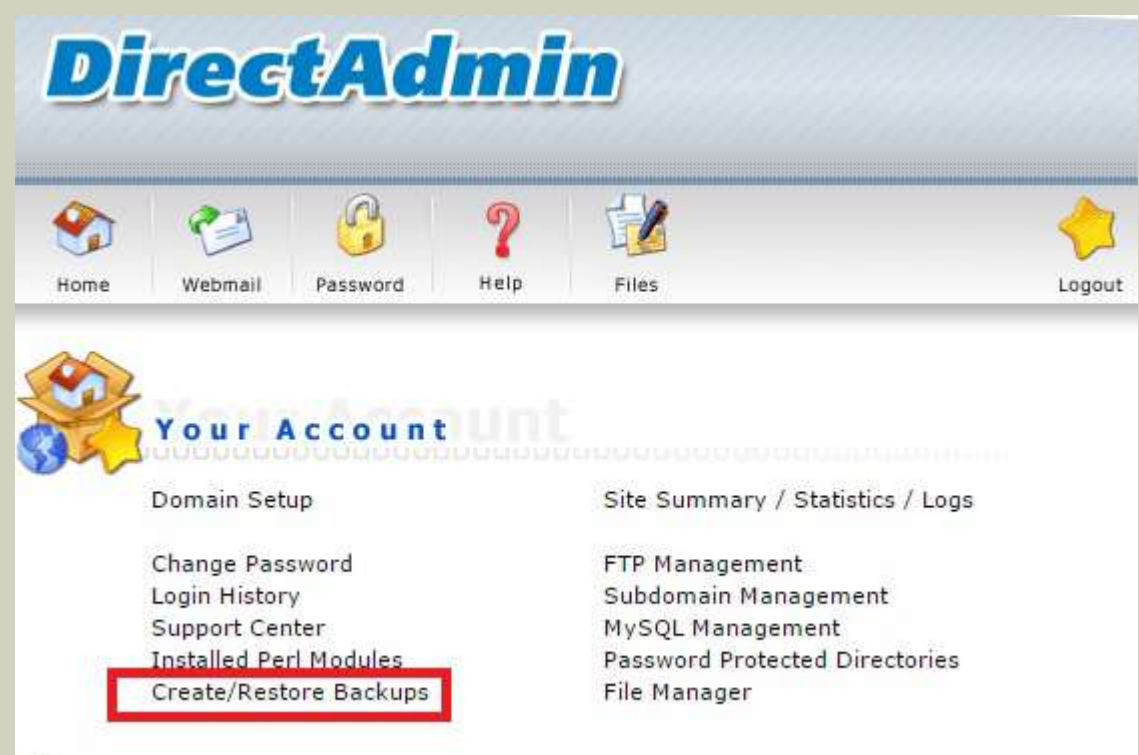 DirectAdmin
Home
Webmail
Password
Help
Files
Logout
Your Account
Your Account
Domain Setup
Change Password
Login History
Support Center
Installed Perl Modules
Create/Restore Backups
Site Summary / Statistics / Logs
FTP Management
Subdomain Management
MySQL Management
Password Protected Directories
File Manager